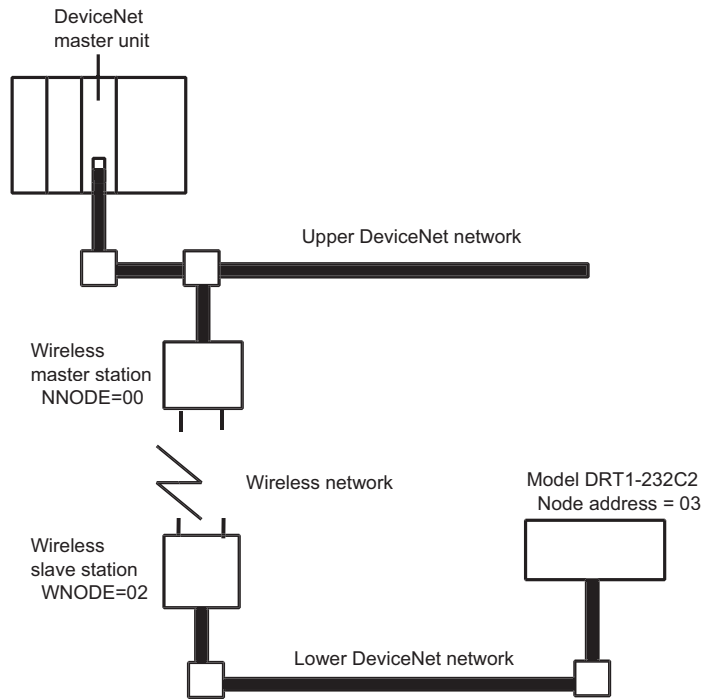 DeviceNet
master unit
Upper DeviceNet network
Wireless
master station
NNODE=00
Wireless network
Model DRT1-232C2
Node address = 03
Wireless
slave station
WNODE=02
Lower DeviceNet network